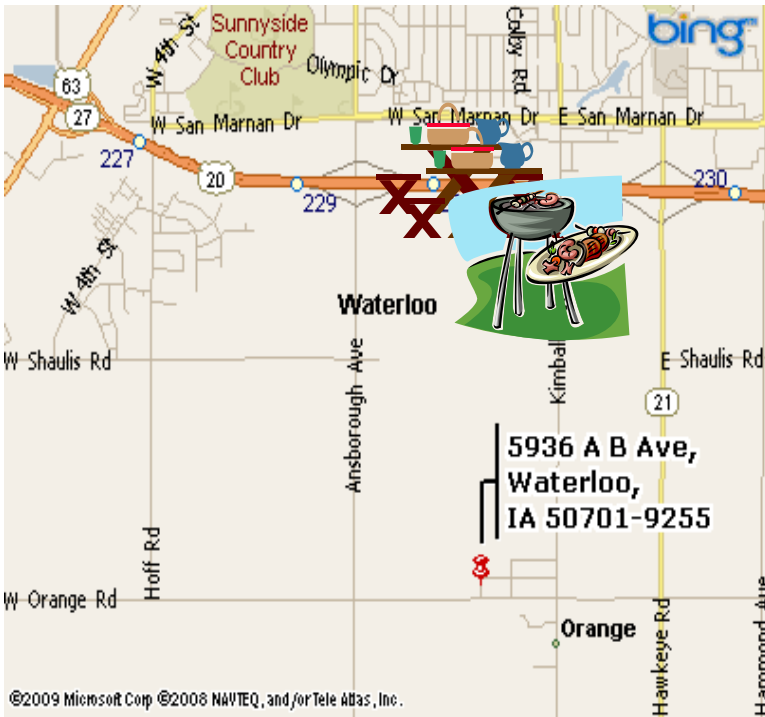 Sunnyside
Country
Club
W 4th St
Olympic Dr
Colby Rd
bing™
63
27
W San Marnan Dr
W San Marnan Dr
E San Marnan Dr
227
20
229
230
W 4th St
Waterloo
W Shaulis Rd
E Shaulis Rd
Ansborough Ave
Kimball
21
5936 A B Ave,
Waterloo,
IA 50701-9255
Hoff Rd
W Orange Rd
Orange
Hawkeye Rd
Hammond Ave
©2009 Microsoft Corp ©2008 NAVTEQ, and/or Tele Atlas, Inc.